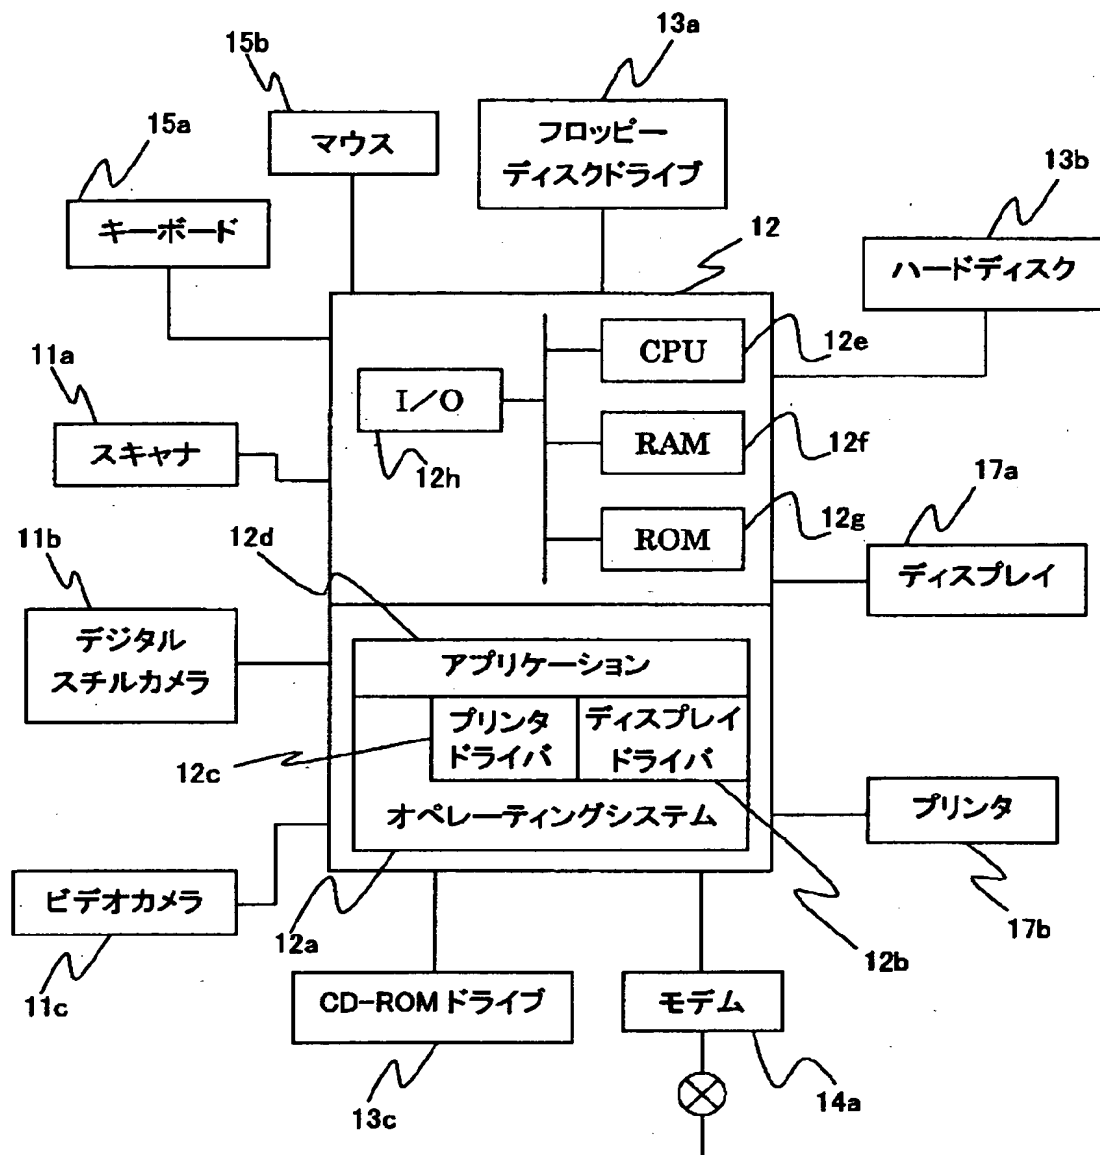 13a
15b
フロッピー
ディスクドライブ
マウス
15a
13b
キーボード
12
ハードディスク
CPU
12e
11a
I/O
RAM
12f
スキャナ
12h
17a
ROM
12g
11b
12d
ディスプレイ
デジタル
スチルカメラ
アプリケーション
プリンタ
ドライバ
ディスプレイ
ドライバ
12c
オペレーティングシステム
プリンタ
ビデオカメラ
12a
12b
17b
11c
CD-ROMドライブ
モデム
13c
14a